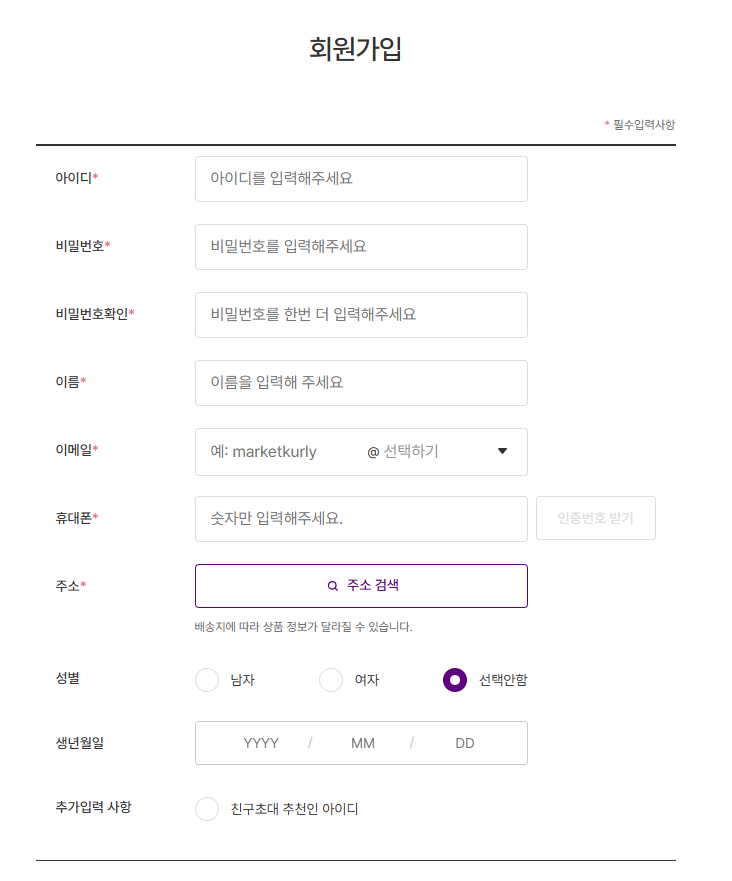 회원가입
* 필수입력사항
아이디* 아이디를 입력해주세요
비밀번호* 비밀번호를 입력해주세요
비밀번호확인* 비밀번호를 한번 더 입력해주세요
이름* 이름을 입력해 주세요
이메일* 예: marketkurly @ 선택하기
휴대폰* 숫자만 입력해주세요. 인증번호 받기
주소* 주소 검색
배송지에 따라 상품 정보가 달라질 수 있습니다.
성별 남자 여자 선택안함
생년월일 YYYY / MM / DD
추가입력 사항 친구초대 추천인 아이디